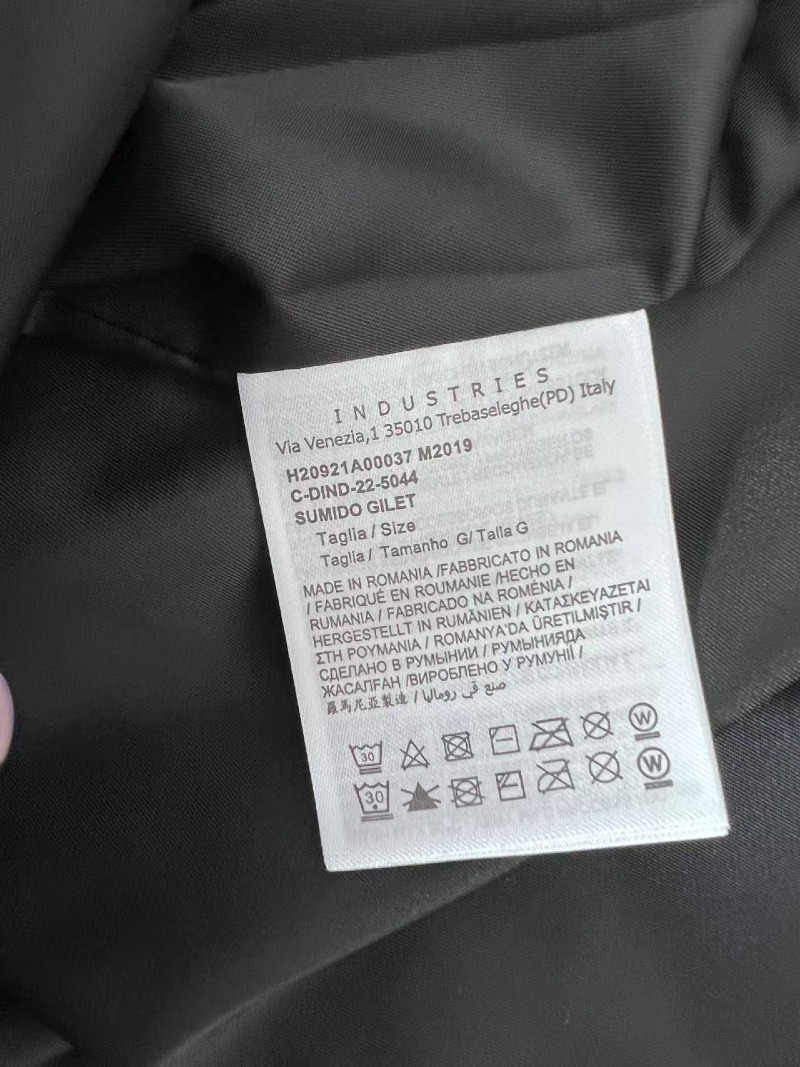 INDUSTRIES
Via Venezia,1 35010 Trebaseleghe(PD) Italy
H20921A00037 M2019
C-DIND-22-5044
SUMIDO GILET
Taglia / Size
Taglia / Tamanho G/ Talla G
MADE IN ROMANIA /FABBRICATO IN ROMANIA
/ FABRIQUÉ EN ROUMANIE /HECHO EN
RUMANIA / FABRICADO NA ROMÉNIA /
HERGESTELLT IN RUMÄNIEN / ΚΑΤΑΣΚΕΥΑΖΕΤΑΙ
ΣΤΗ ΡΟΥΜΑΝΙΑ / ROMANYA'DA ÜRETILMIŞTIR /
СДЕЛАНО В РУМЫНИИ / РУМЫНИЯДА
ЖАСАЛҒАН /ВИРОБЛЕНО У РУМУНІЇ /
羅馬尼亞製造 / صنع في رومانيا
30 W
30 W